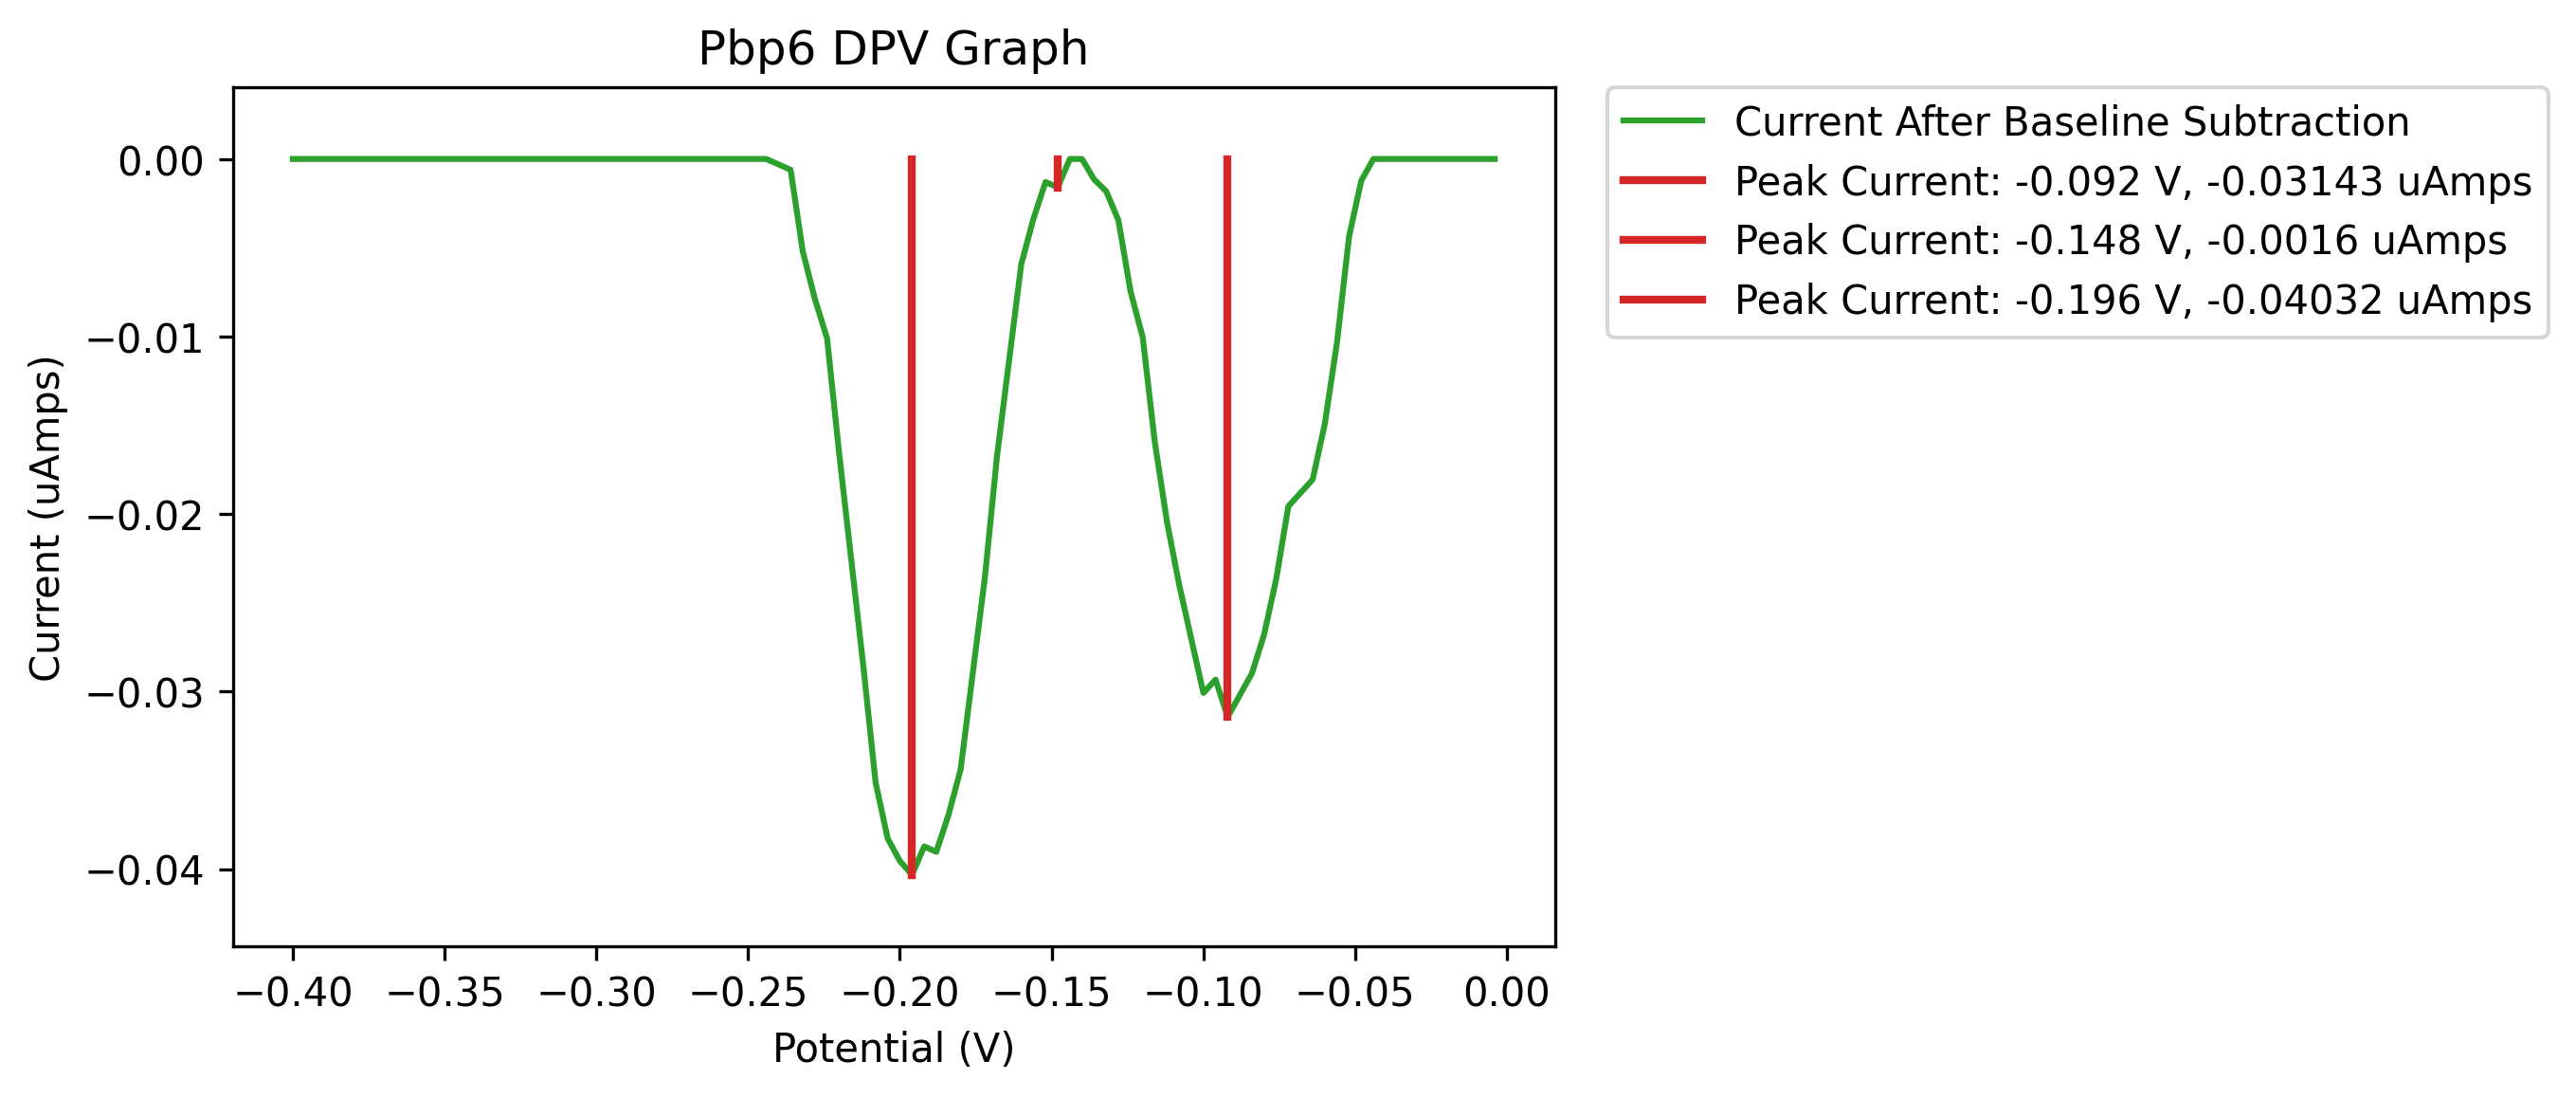 Pbp6 DPV Graph
Current After Baseline Subtraction
Peak Current: -0.092 V, -0.03143 uAmps
Peak Current: -0.148 V, -0.0016 uAmps
Peak Current: -0.196 V, -0.04032 uAmps
Current (uAmps)
0.00
−0.01
−0.02
−0.03
−0.04
−0.40 −0.35 −0.30 −0.25 −0.20 −0.15 −0.10 −0.05 0.00
Potential (V)